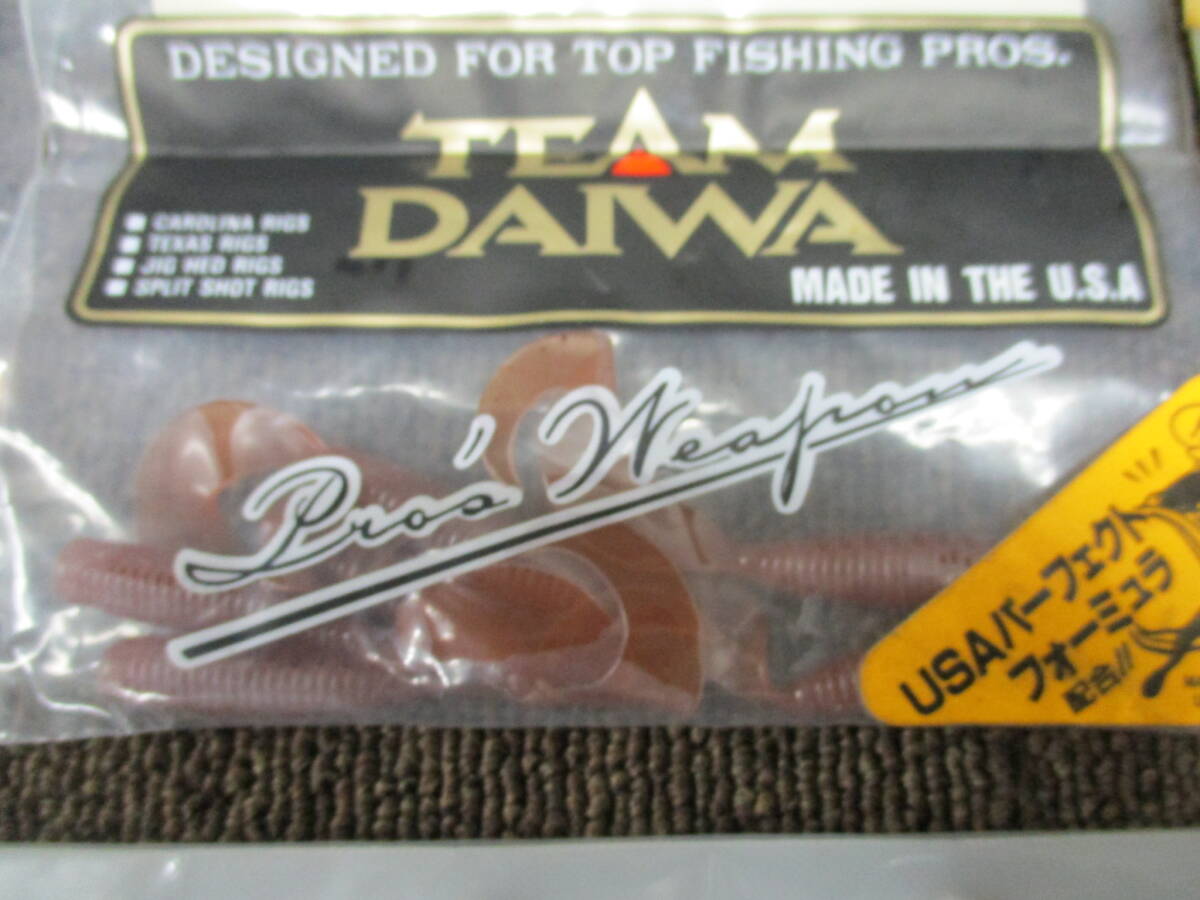 DESIGNED FOR TOP FISHING PROS.
TEAM
DAIWA
CAROLINA RIGS
TEXAS RIGS
JIG HED RIGS
SPLIT SHOT RIGS
MADE IN THE U.S.A
Pros' Weapon
USAパーフェクト
フォーミュラ
配合!!